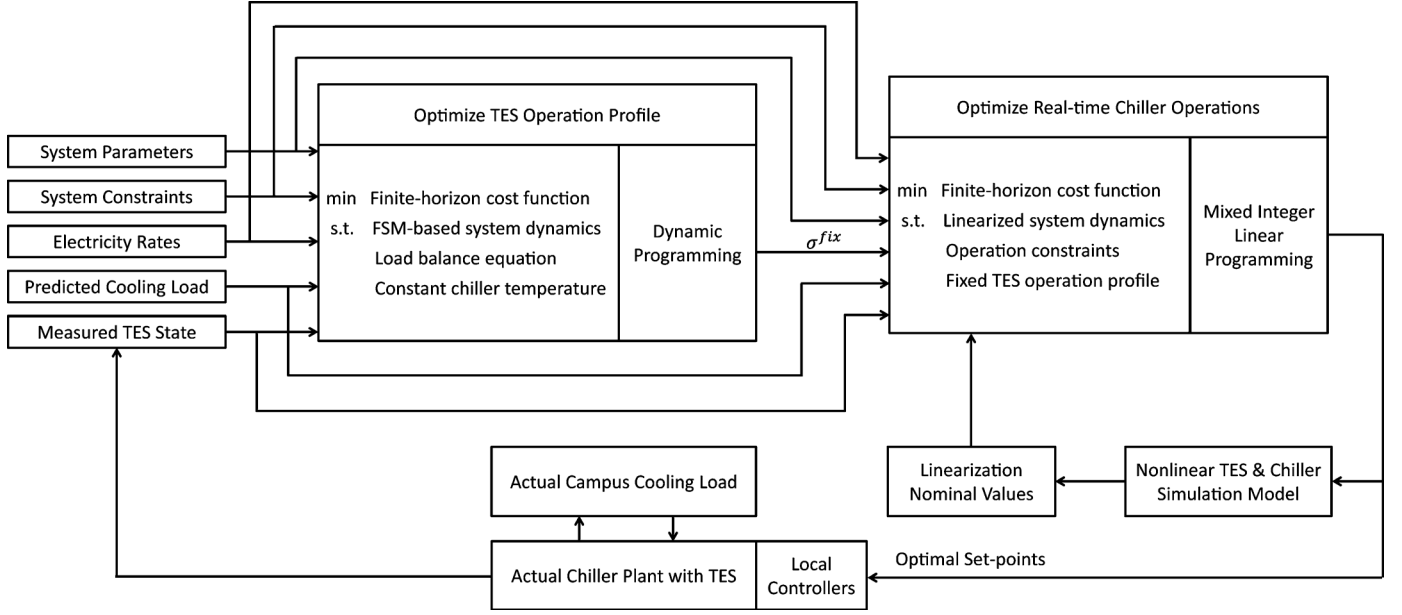 System Parameters
System Constraints
Electricity Rates
Predicted Cooling Load
Measured TES State
Optimize TES Operation Profile
min Finite-horizon cost function
s.t. FSM-based system dynamics
Load balance equation
Constant chiller temperature
Dynamic
Programming
σ^{fix}
Optimize Real-time Chiller Operations
min Finite-horizon cost function
s.t. Linearized system dynamics
Operation constraints
Fixed TES operation profile
Mixed Integer
Linear
Programming
Actual Campus Cooling Load
Linearization
Nominal Values
Nonlinear TES & Chiller
Simulation Model
Actual Chiller Plant with TES
Local
Controllers
Optimal Set-points